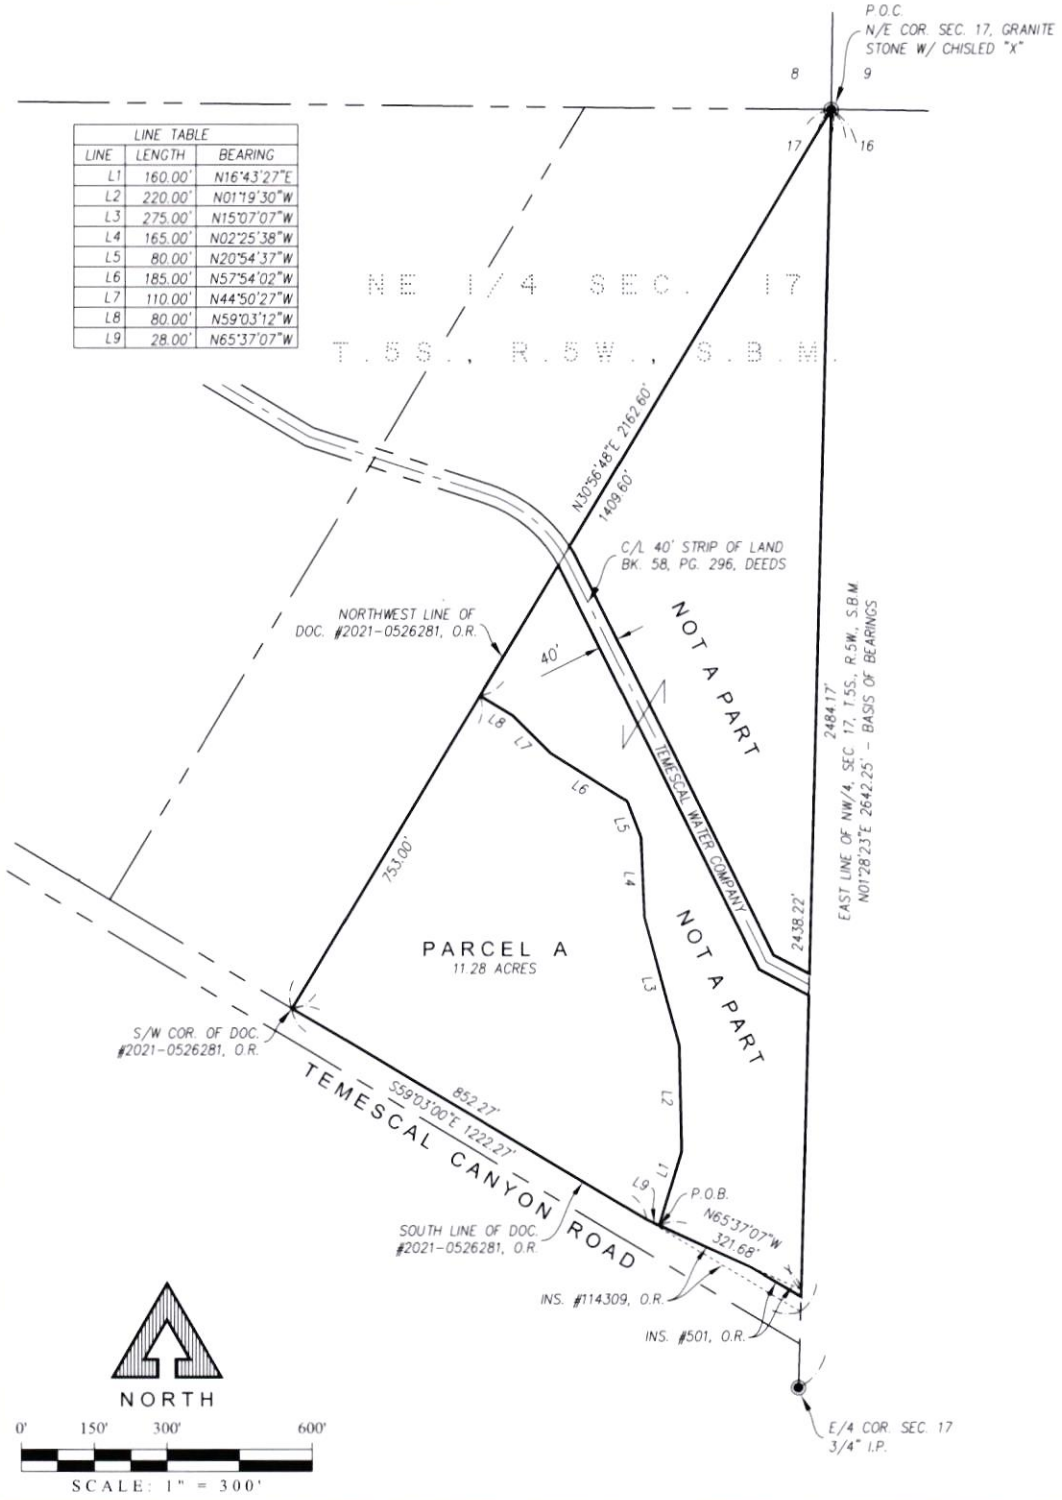 P.O.C.
N/E COR. SEC. 17, GRANITE
STONE W/ CHISLED "X"
8
9
17
16
LINE TABLE
LINE LENGTH BEARING
L1 160.00' N16°43'27"E
L2 220.00' N01°19'30"W
L3 275.00' N15°07'07"W
L4 165.00' N02°25'38"W
L5 80.00' N20°54'37"W
L6 185.00' N57°54'02"W
L7 110.00' N44°50'27"W
L8 80.00' N59°03'12"W
L9 28.00' N65°37'07"W
NE 1/4 SEC. 17
T.5S., R.5W., S.B.M.
N30°56'48"E 2162.60'
1409.60'
C/L 40' STRIP OF LAND
BK. 58, PG. 296, DEEDS
NORTHWEST LINE OF
DOC. #2021-0526281, O.R.
40'
NOT A PART
2484.17'
EAST LINE OF NW/4, SEC 17, T.5S., R.5W., S.B.M.
N01°28'23"E 2642.25' - BASIS OF BEARINGS
L8
L7
L6
L5
L4
L3
L2
L1
L9
TEMESCAL WATER COMPANY
753.00'
2438.22'
PARCEL A
11.28 ACRES
NOT A PART
S/W COR. OF DOC.
#2021-0526281, O.R.
852.27'
S59°03'00"E 1222.27'
TEMESCAL CANYON ROAD
P.O.B.
N65°37'07"W
321.68'
SOUTH LINE OF DOC.
#2021-0526281, O.R.
INS. #114309, O.R.
INS. #501, O.R.
E/4 COR. SEC. 17
3/4" I.P.
NORTH
0' 150' 300' 600'
SCALE: 1" = 300'